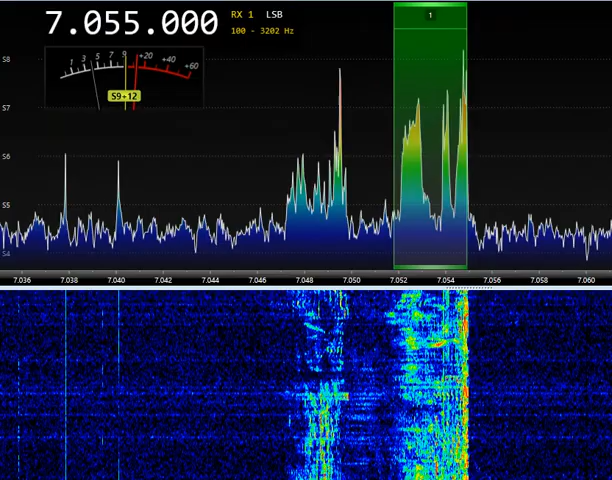 7.055.000
RX 1 LSB
100 - 3202 Hz
1
1 3 5 7 9 +20 +40 +60
S9+12
S8
S7
S6
S5
S4
7.036 7.038 7.040 7.042 7.044 7.046 7.048 7.050 7.052 7.054 7.056 7.058 7.060